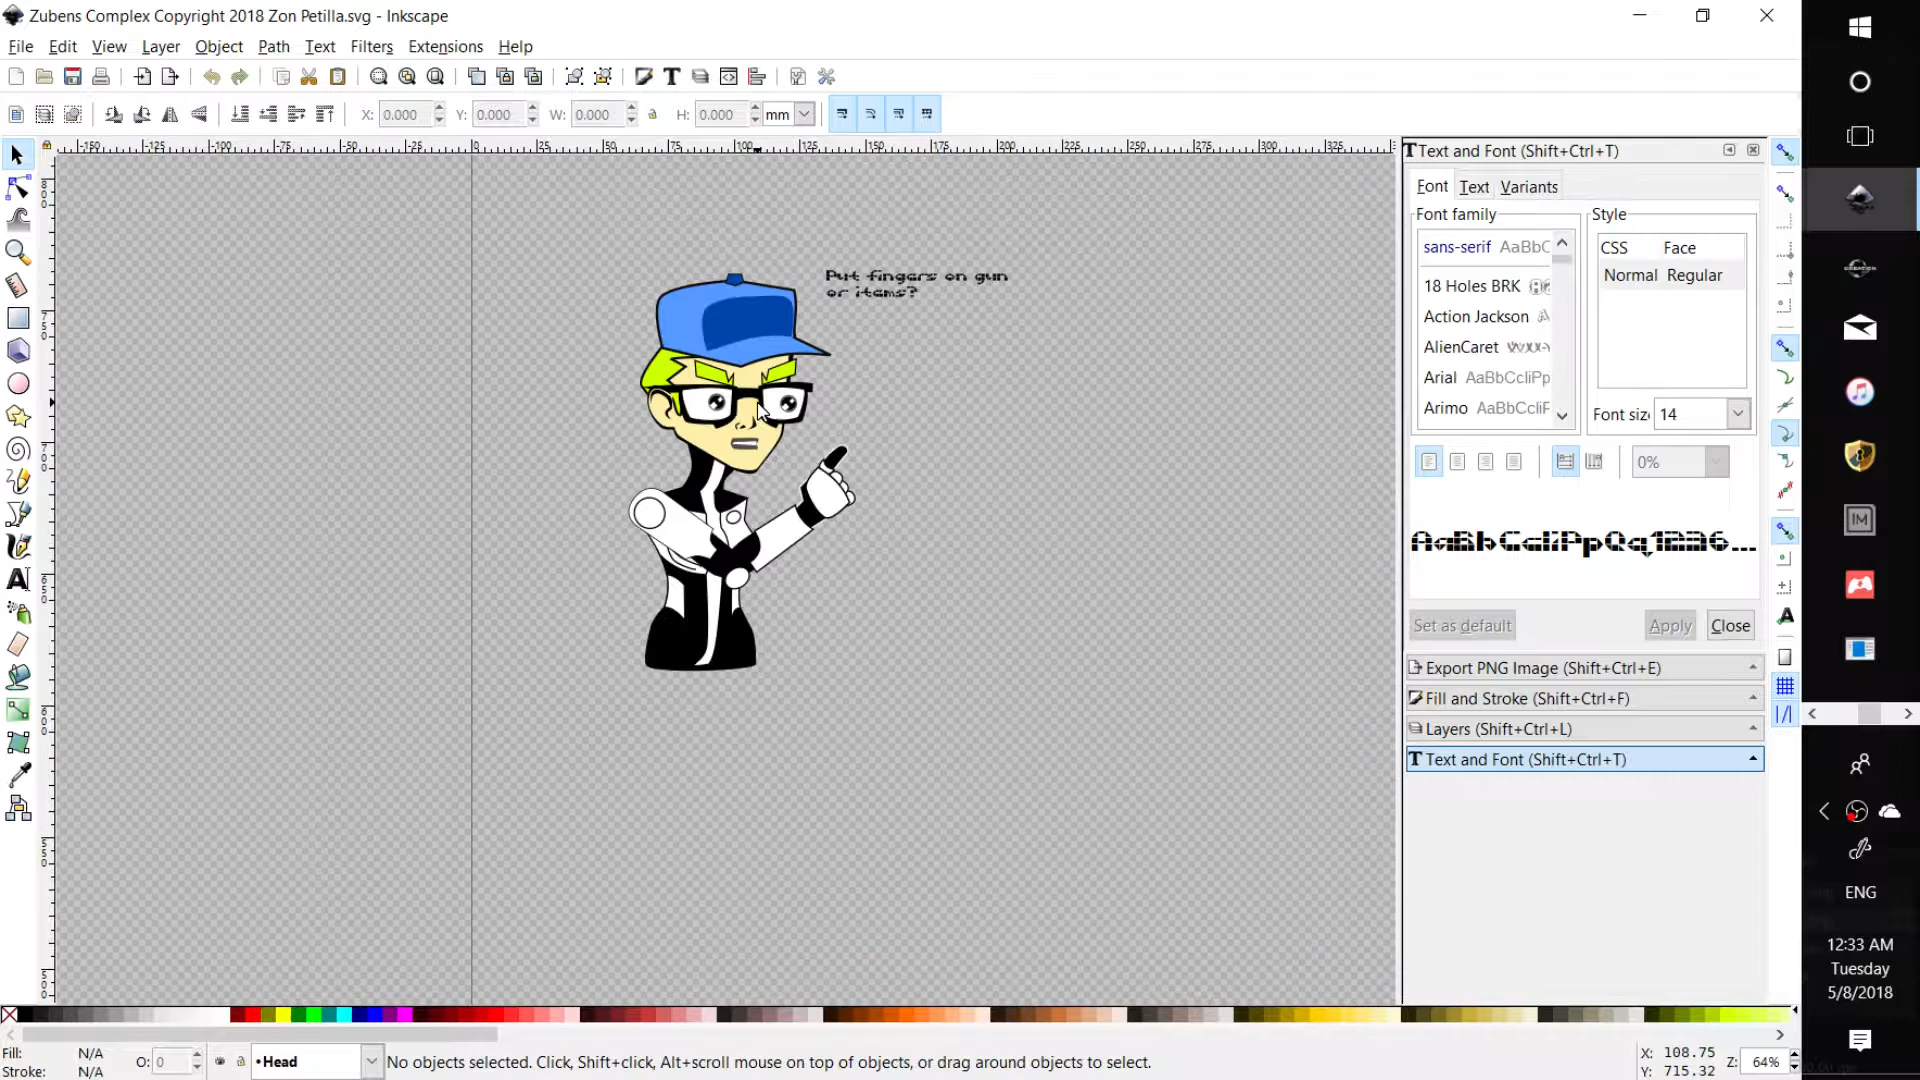 Zubens Complex Copyright 2018 Zon Petilla.svg - Inkscape
File Edit View Layer Object Path Text Filters Extensions Help
X: 0.000 Y: 0.000 W: 0.000 H: 0.000 mm
Text and Font (Shift+Ctrl+T)
Font Text Variants
Font family Style
sans-serif AaBbC
CSS Face
Normal Regular
18 Holes BRK
Action Jackson
AlienCaret
Arial AaBbCcIiPp
Arimo AaBbCcIiF
Font siz 14
0%
Put fingers on gun
or items?
AaBbCcIiPpQq1236...
Set as default Apply Close
Export PNG Image (Shift+Ctrl+E)
Fill and Stroke (Shift+Ctrl+F)
Layers (Shift+Ctrl+L)
Text and Font (Shift+Ctrl+T)
ENG
12:33 AM
Tuesday
5/8/2018
Fill: N/A
Stroke: N/A
O: 0
•Head
No objects selected. Click, Shift+click, Alt+scroll mouse on top of objects, or drag around objects to select.
X: 108.75
Y: 715.32
Z: 64%